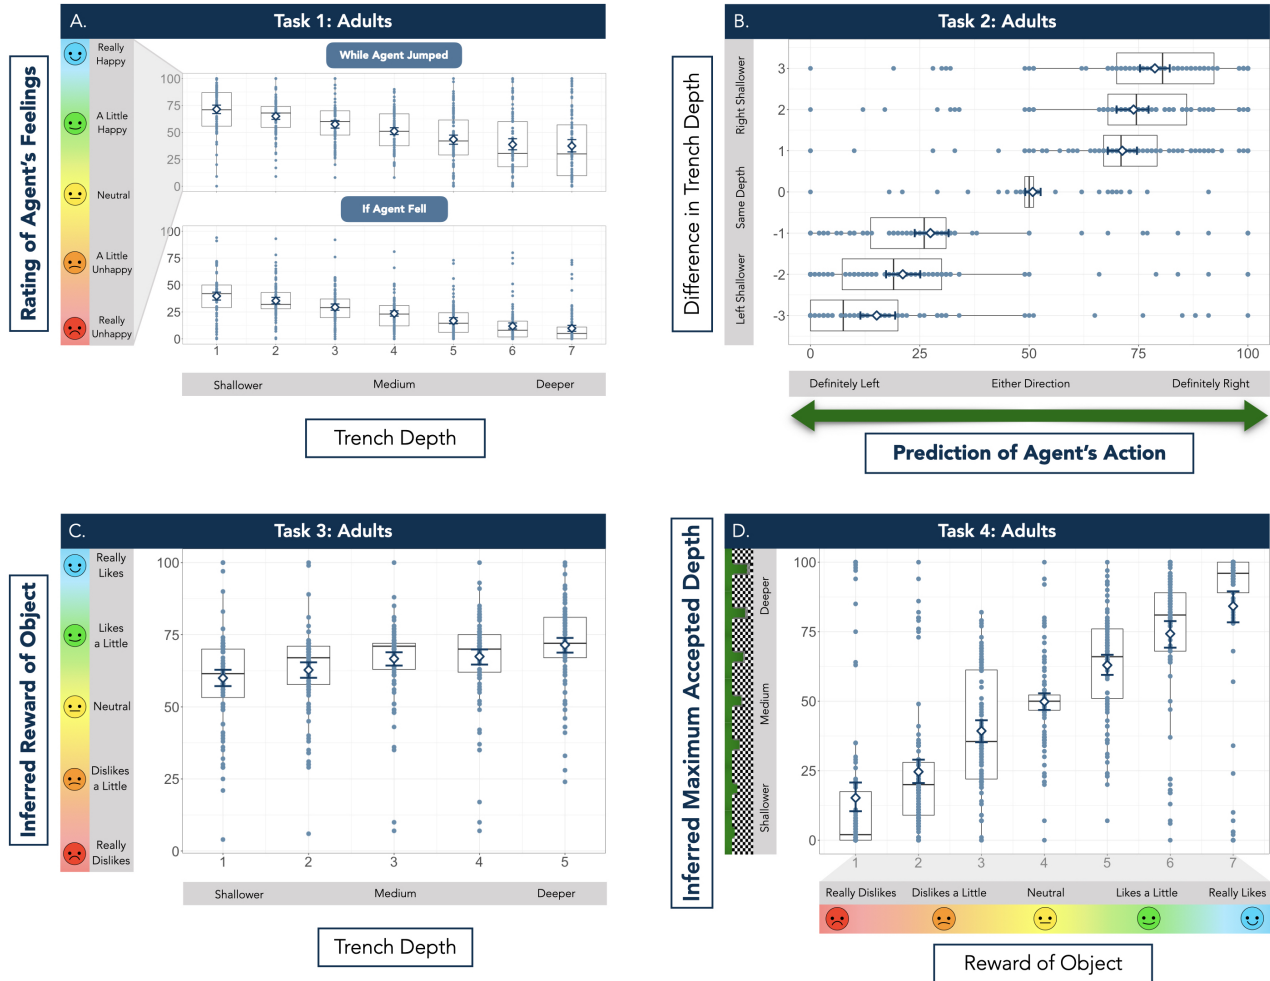 A.
Task 1: Adults
Rating of Agent's Feelings
Really
Happy
A Little
Happy
Neutral
A Little
Unhappy
Really
Unhappy
While Agent Jumped
100
75
50
25
0
If Agent Fell
100
75
50
25
0
1 2 3 4 5 6 7
Shallower Medium Deeper
Trench Depth
B.
Task 2: Adults
Difference in Trench Depth
Right Shallower
Same Depth
Left Shallower
3
2
1
0
-1
-2
-3
0 25 50 75 100
Definitely Left Either Direction Definitely Right
Prediction of Agent's Action
C.
Task 3: Adults
Inferred Reward of Object
Really
Likes
Likes
a Little
Neutral
Dislikes
a Little
Really
Dislikes
100
75
50
25
0
1 2 3 4 5
Shallower Medium Deeper
Trench Depth
D.
Task 4: Adults
Inferred Maximum Accepted Depth
Deeper
Medium
Shallower
100
75
50
25
0
1 2 3 4 5 6 7
Really Dislikes Dislikes a Little Neutral Likes a Little Really Likes
Reward of Object